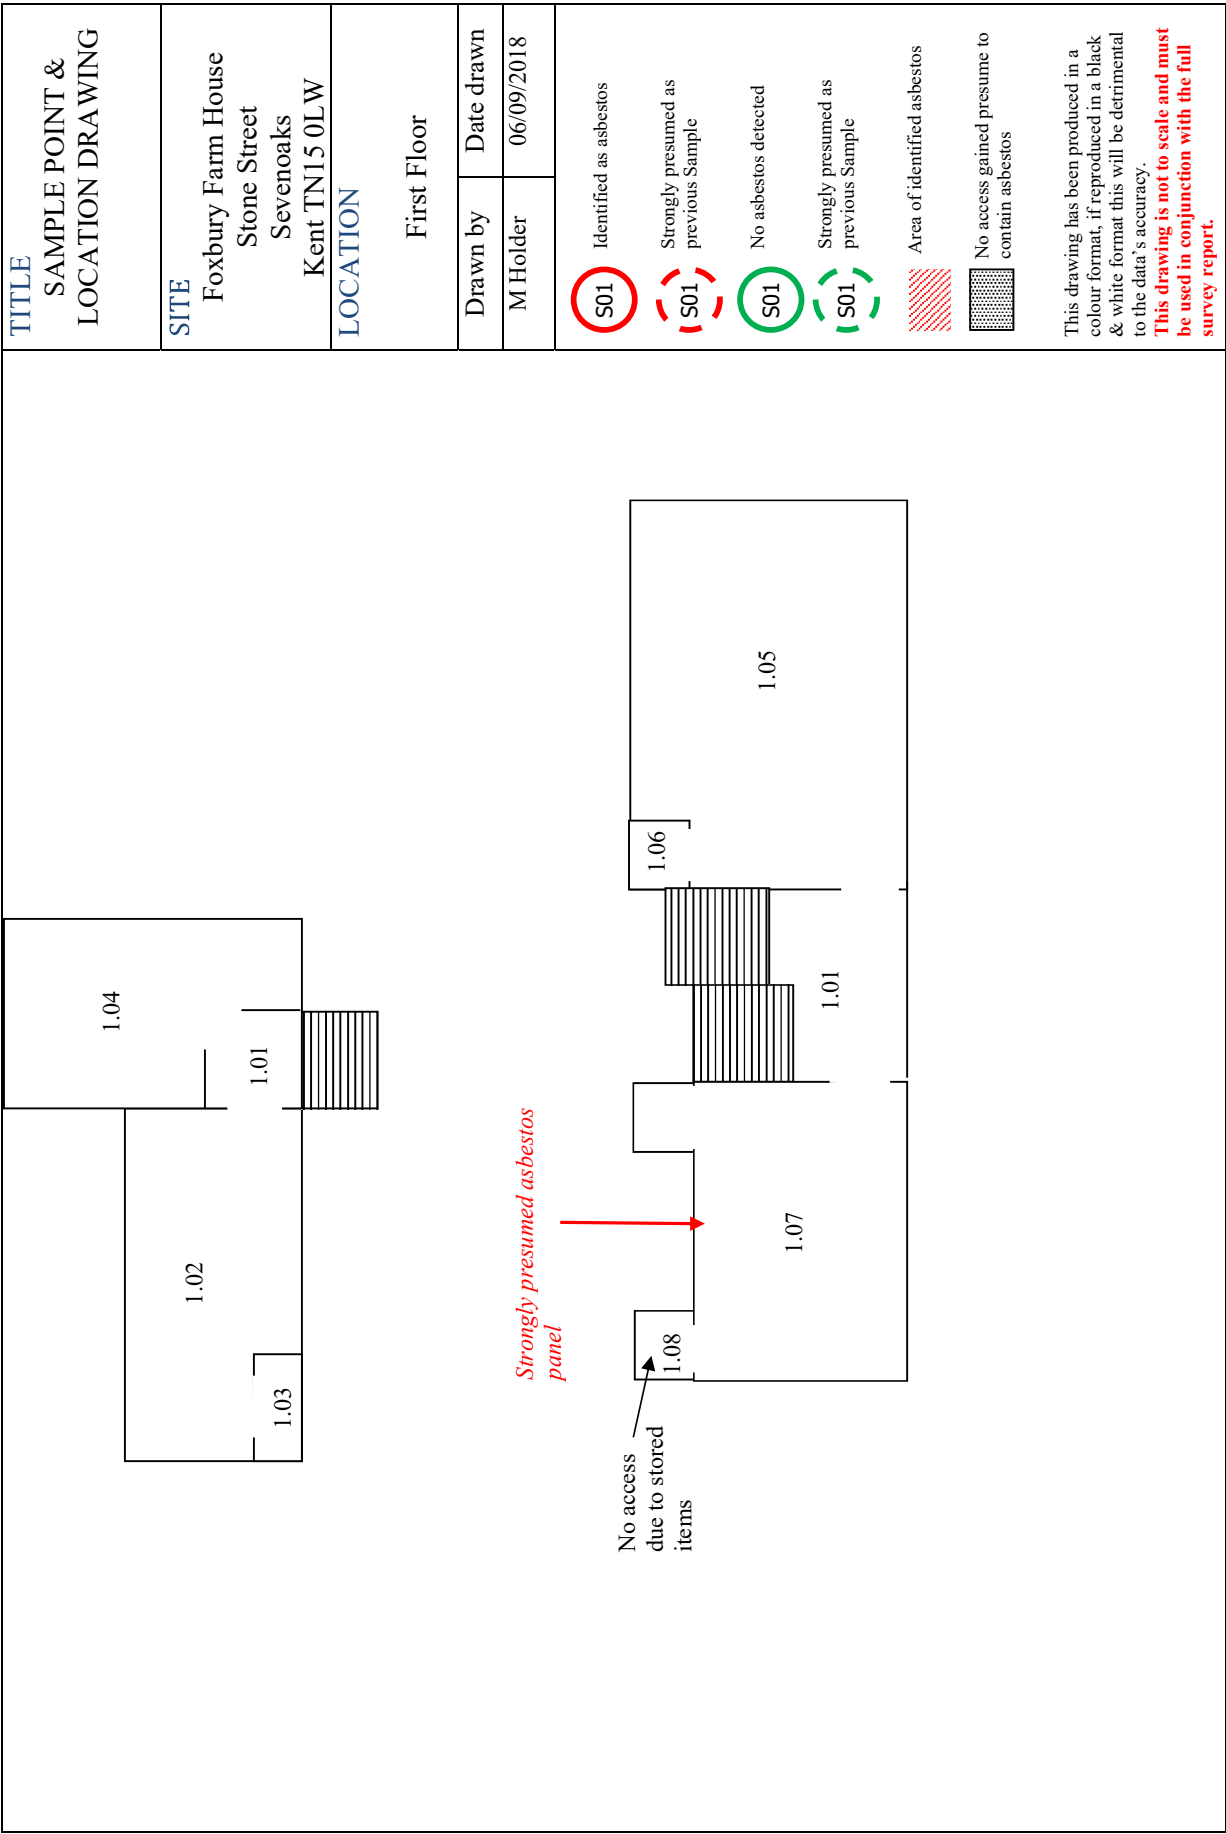 TITLE
SAMPLE POINT &
LOCATION DRAWING
SITE
Foxbury Farm House
Stone Street
Sevenoaks
Kent TN15 0LW
LOCATION
First Floor
Drawn by
Date drawn
M Holder
06/09/2018
S01
Identified as asbestos
S01
Strongly presumed as
previous Sample
S01
No asbestos detected
S01
Strongly presumed as
previous Sample
Area of identified asbestos
No access gained presume to
contain asbestos
This drawing has been produced in a
colour format, if reproduced in a black
& white format this will be detrimental
to the data's accuracy.
This drawing is not to scale and must
be used in conjunction with the full
survey report.
1.04
1.01
1.02
1.03
Strongly presumed asbestos
panel
No access
due to stored
items
1.08
1.07
1.01
1.06
1.05